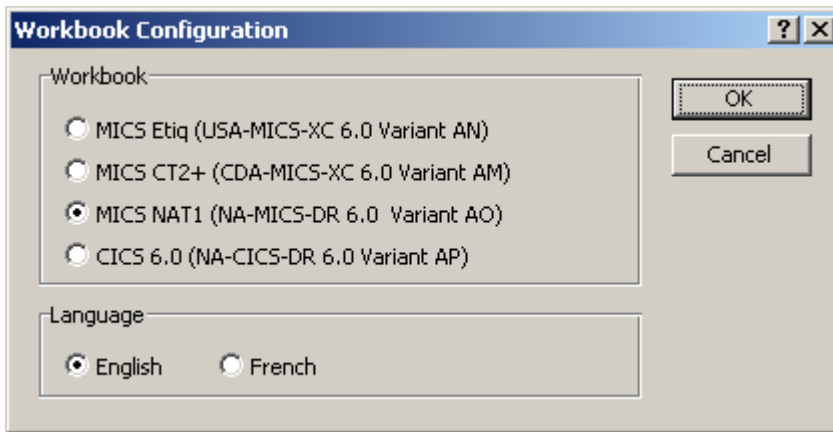 Workbook Configuration
Workbook
MICS Etiq (USA-MICS-XC 6.0 Variant AN)
MICS CT2+ (CDA-MICS-XC 6.0 Variant AM)
MICS NAT1 (NA-MICS-DR 6.0  Variant AO)
CICS 6.0 (NA-CICS-DR 6.0 Variant AP)
OK
Cancel
Language
English French